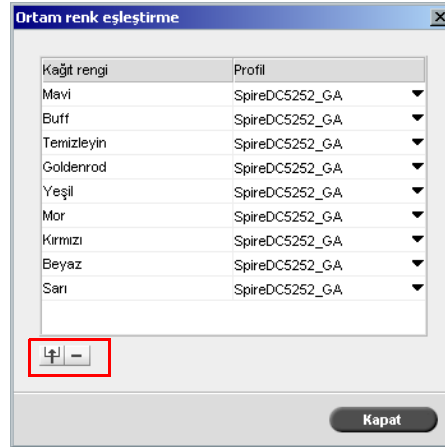 Ortam renk eşleştirme
Kağıt rengi Profil
Mavi SpireDC5252_GA
Buff SpireDC5252_GA
Temizleyin SpireDC5252_GA
Goldenrod SpireDC5252_GA
Yeşil SpireDC5252_GA
Mor SpireDC5252_GA
Kırmızı SpireDC5252_GA
Beyaz SpireDC5252_GA
Sarı SpireDC5252_GA
Kapat